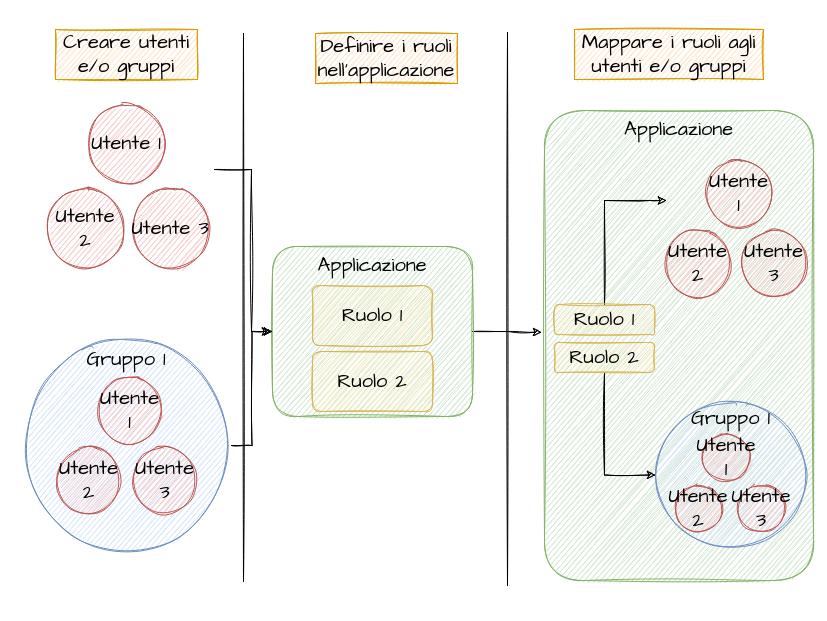 Creare utenti
e/o gruppi
Definire i ruoli
nell'applicazione
Mappare i ruoli agli
utenti e/o gruppi
Utente 1
Utente
2
Utente 3
Gruppo 1
Utente
1
Utente
2
Utente
3
Applicazione
Ruolo 1
Ruolo 2
Applicazione
Utente
1
Utente
2
Utente
3
Ruolo 1
Ruolo 2
Gruppo 1
Utente
1
Utente
2
Utente
3